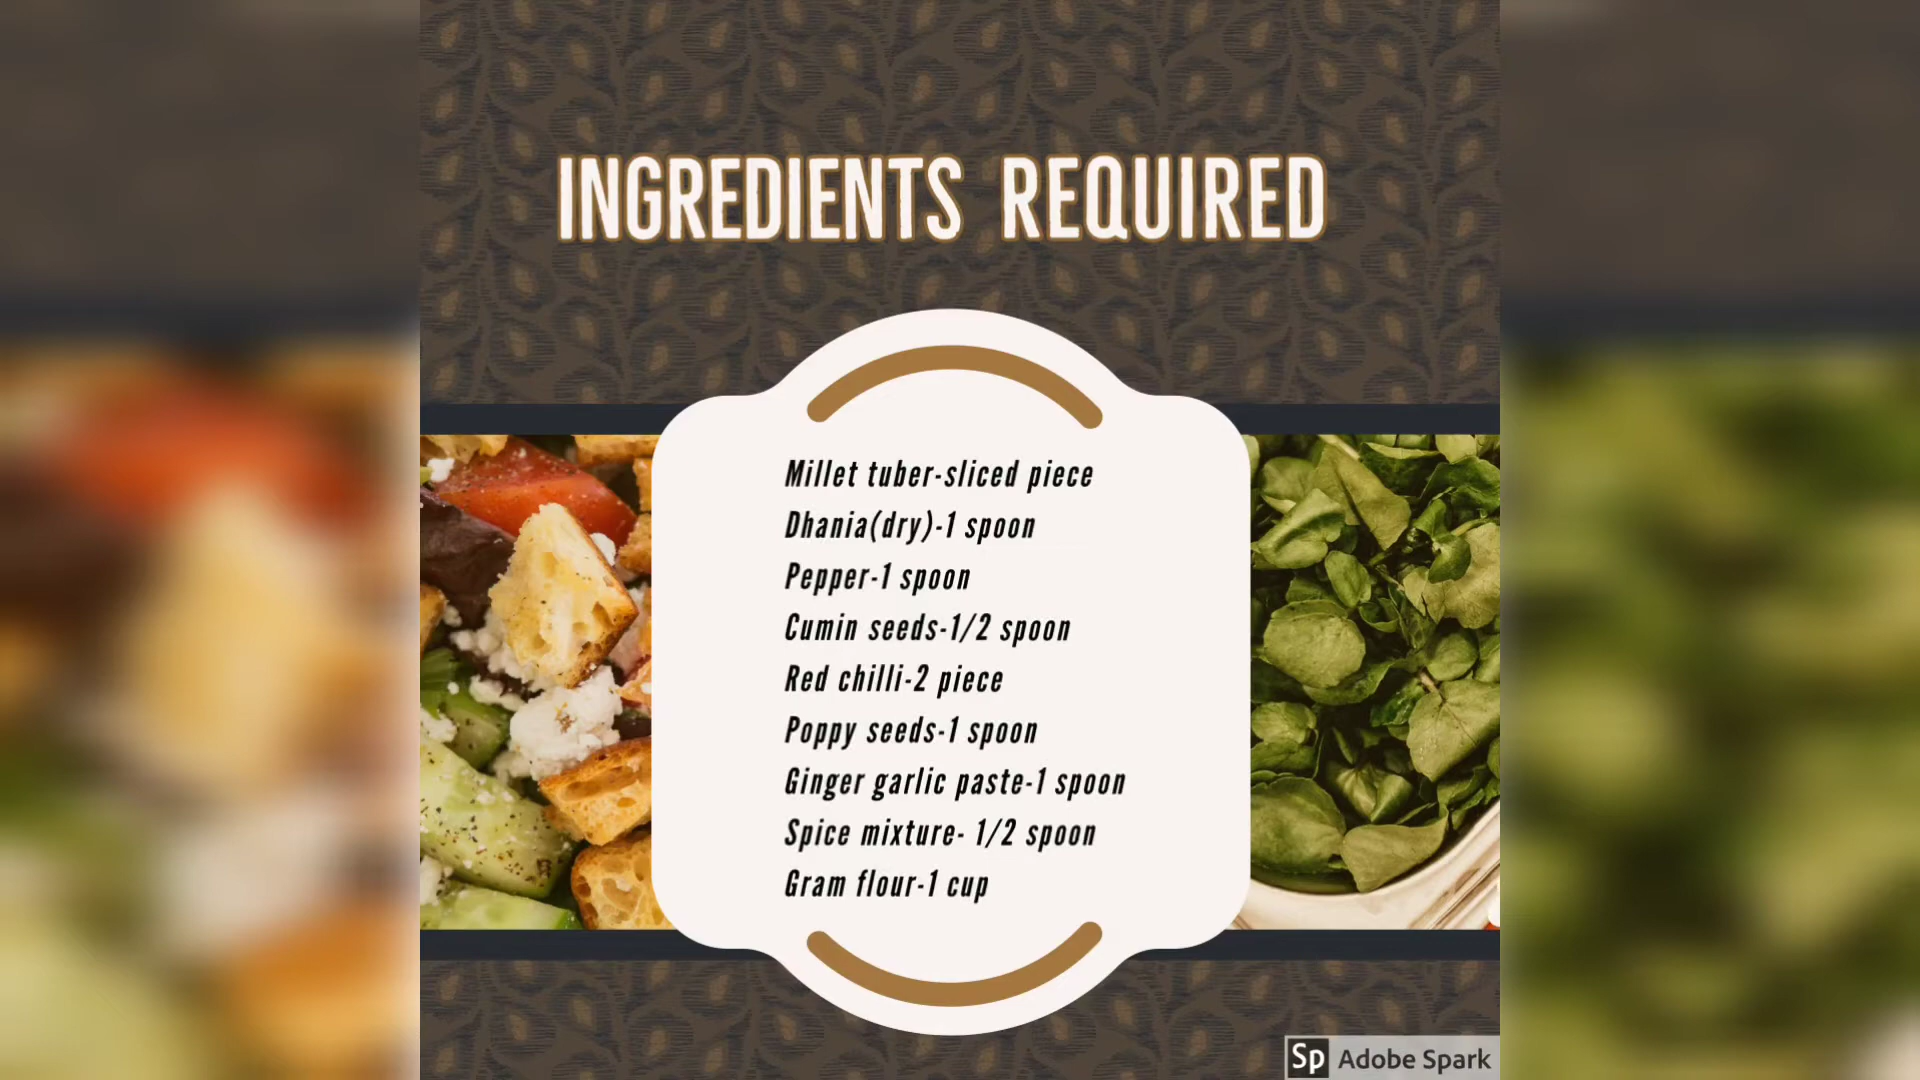 INGREDIENTS REQUIRED
Millet tuber-sliced piece
Dhania(dry)-1 spoon
Pepper-1 spoon
Cumin seeds-1/2 spoon
Red chilli-2 piece
Poppy seeds-1 spoon
Ginger garlic paste-1 spoon
Spice mixture- 1/2 spoon
Gram flour-1 cup
Sp Adobe Spark